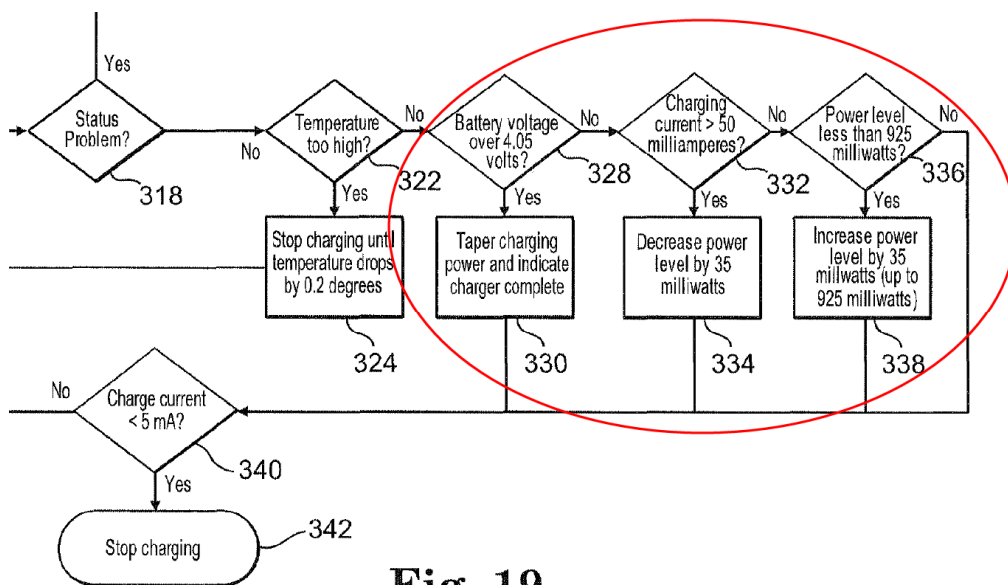 Yes
Status
Problem?
318
No
Temperature
too high?
322
No
Yes
Stop charging until
temperature drops
by 0.2 degrees
324
Battery voltage
over 4.05
volts?
328
No
Yes
Taper charging
power and indicate
charger complete
330
Charging
current > 50
milliamperes?
332
No
Yes
Decrease power
level by 35
milliwatts
334
Power level
less than 925
milliwatts?
336
No
Yes
Increase power
level by 35
millwatts (up to
925 milliwatts)
338
No
Charge current
< 5 mA?
340
Yes
Stop charging
342
Fig. 19